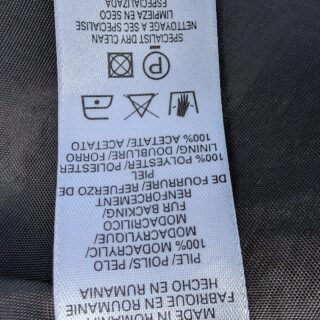 MADE IN ROMANIA
FABRIQUE EN ROUMANIE
HECHO EN RUMANIA
PILE/ POILS/ PELO
100% MODACRYLIC/
MODACRYLIQUE/
MODACRILICO
FUR BACKING/
RENFORCEMENT
DE FOURRURE/ REFUERZO DE
PIEL
100% POLYESTER/ POLIESTER
LINING/ DOUBLURE/ FORRO
100% ACETATE/ ACETATO
P
SPECIALIST DRY CLEAN
NETTOYAGE A SEC SPECIALISE
LIMPIEZA EN SECO
ESPECIALIZADA